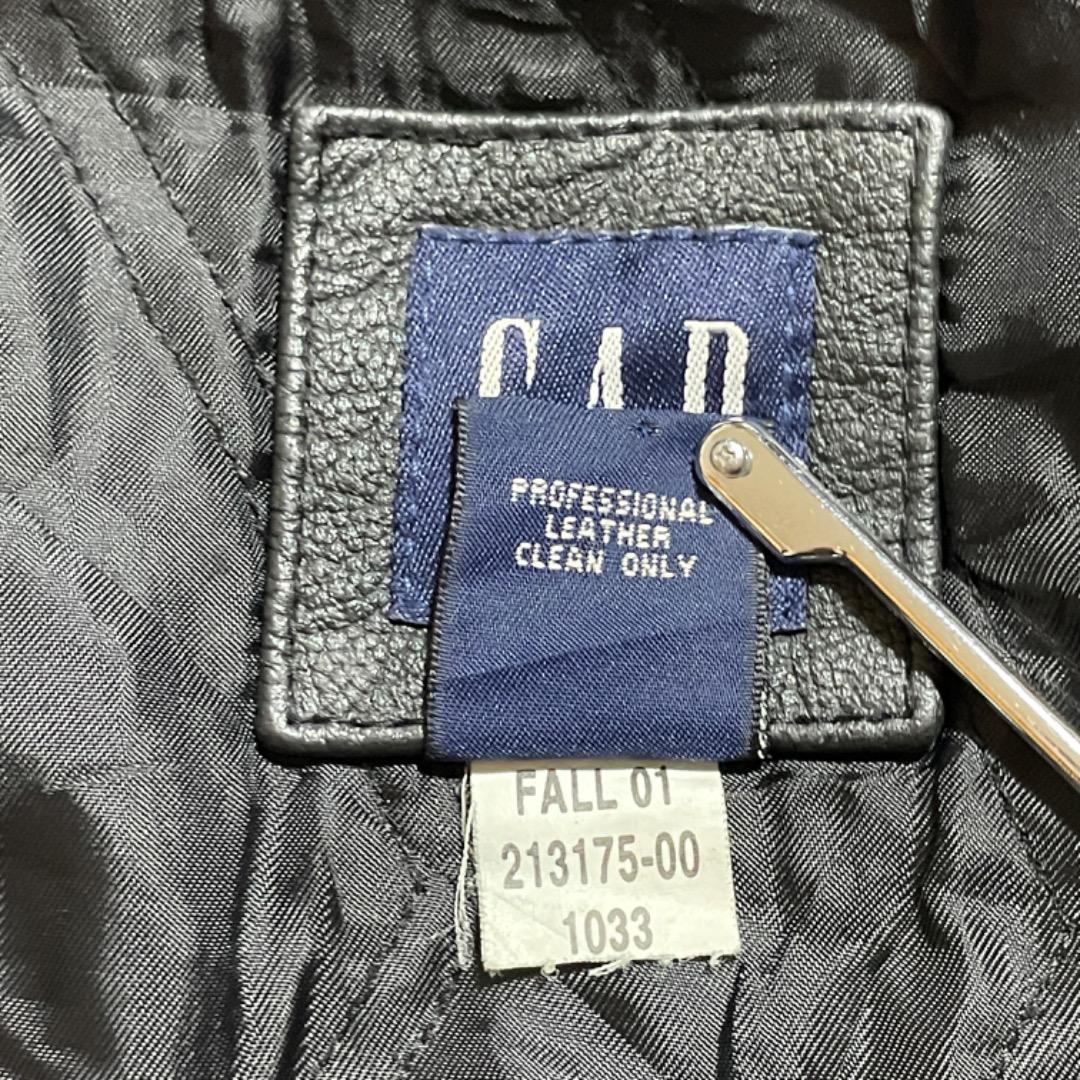 GAP
PROFESSIONAL
LEATHER
CLEAN ONLY
FALL 01
213175-00
1033